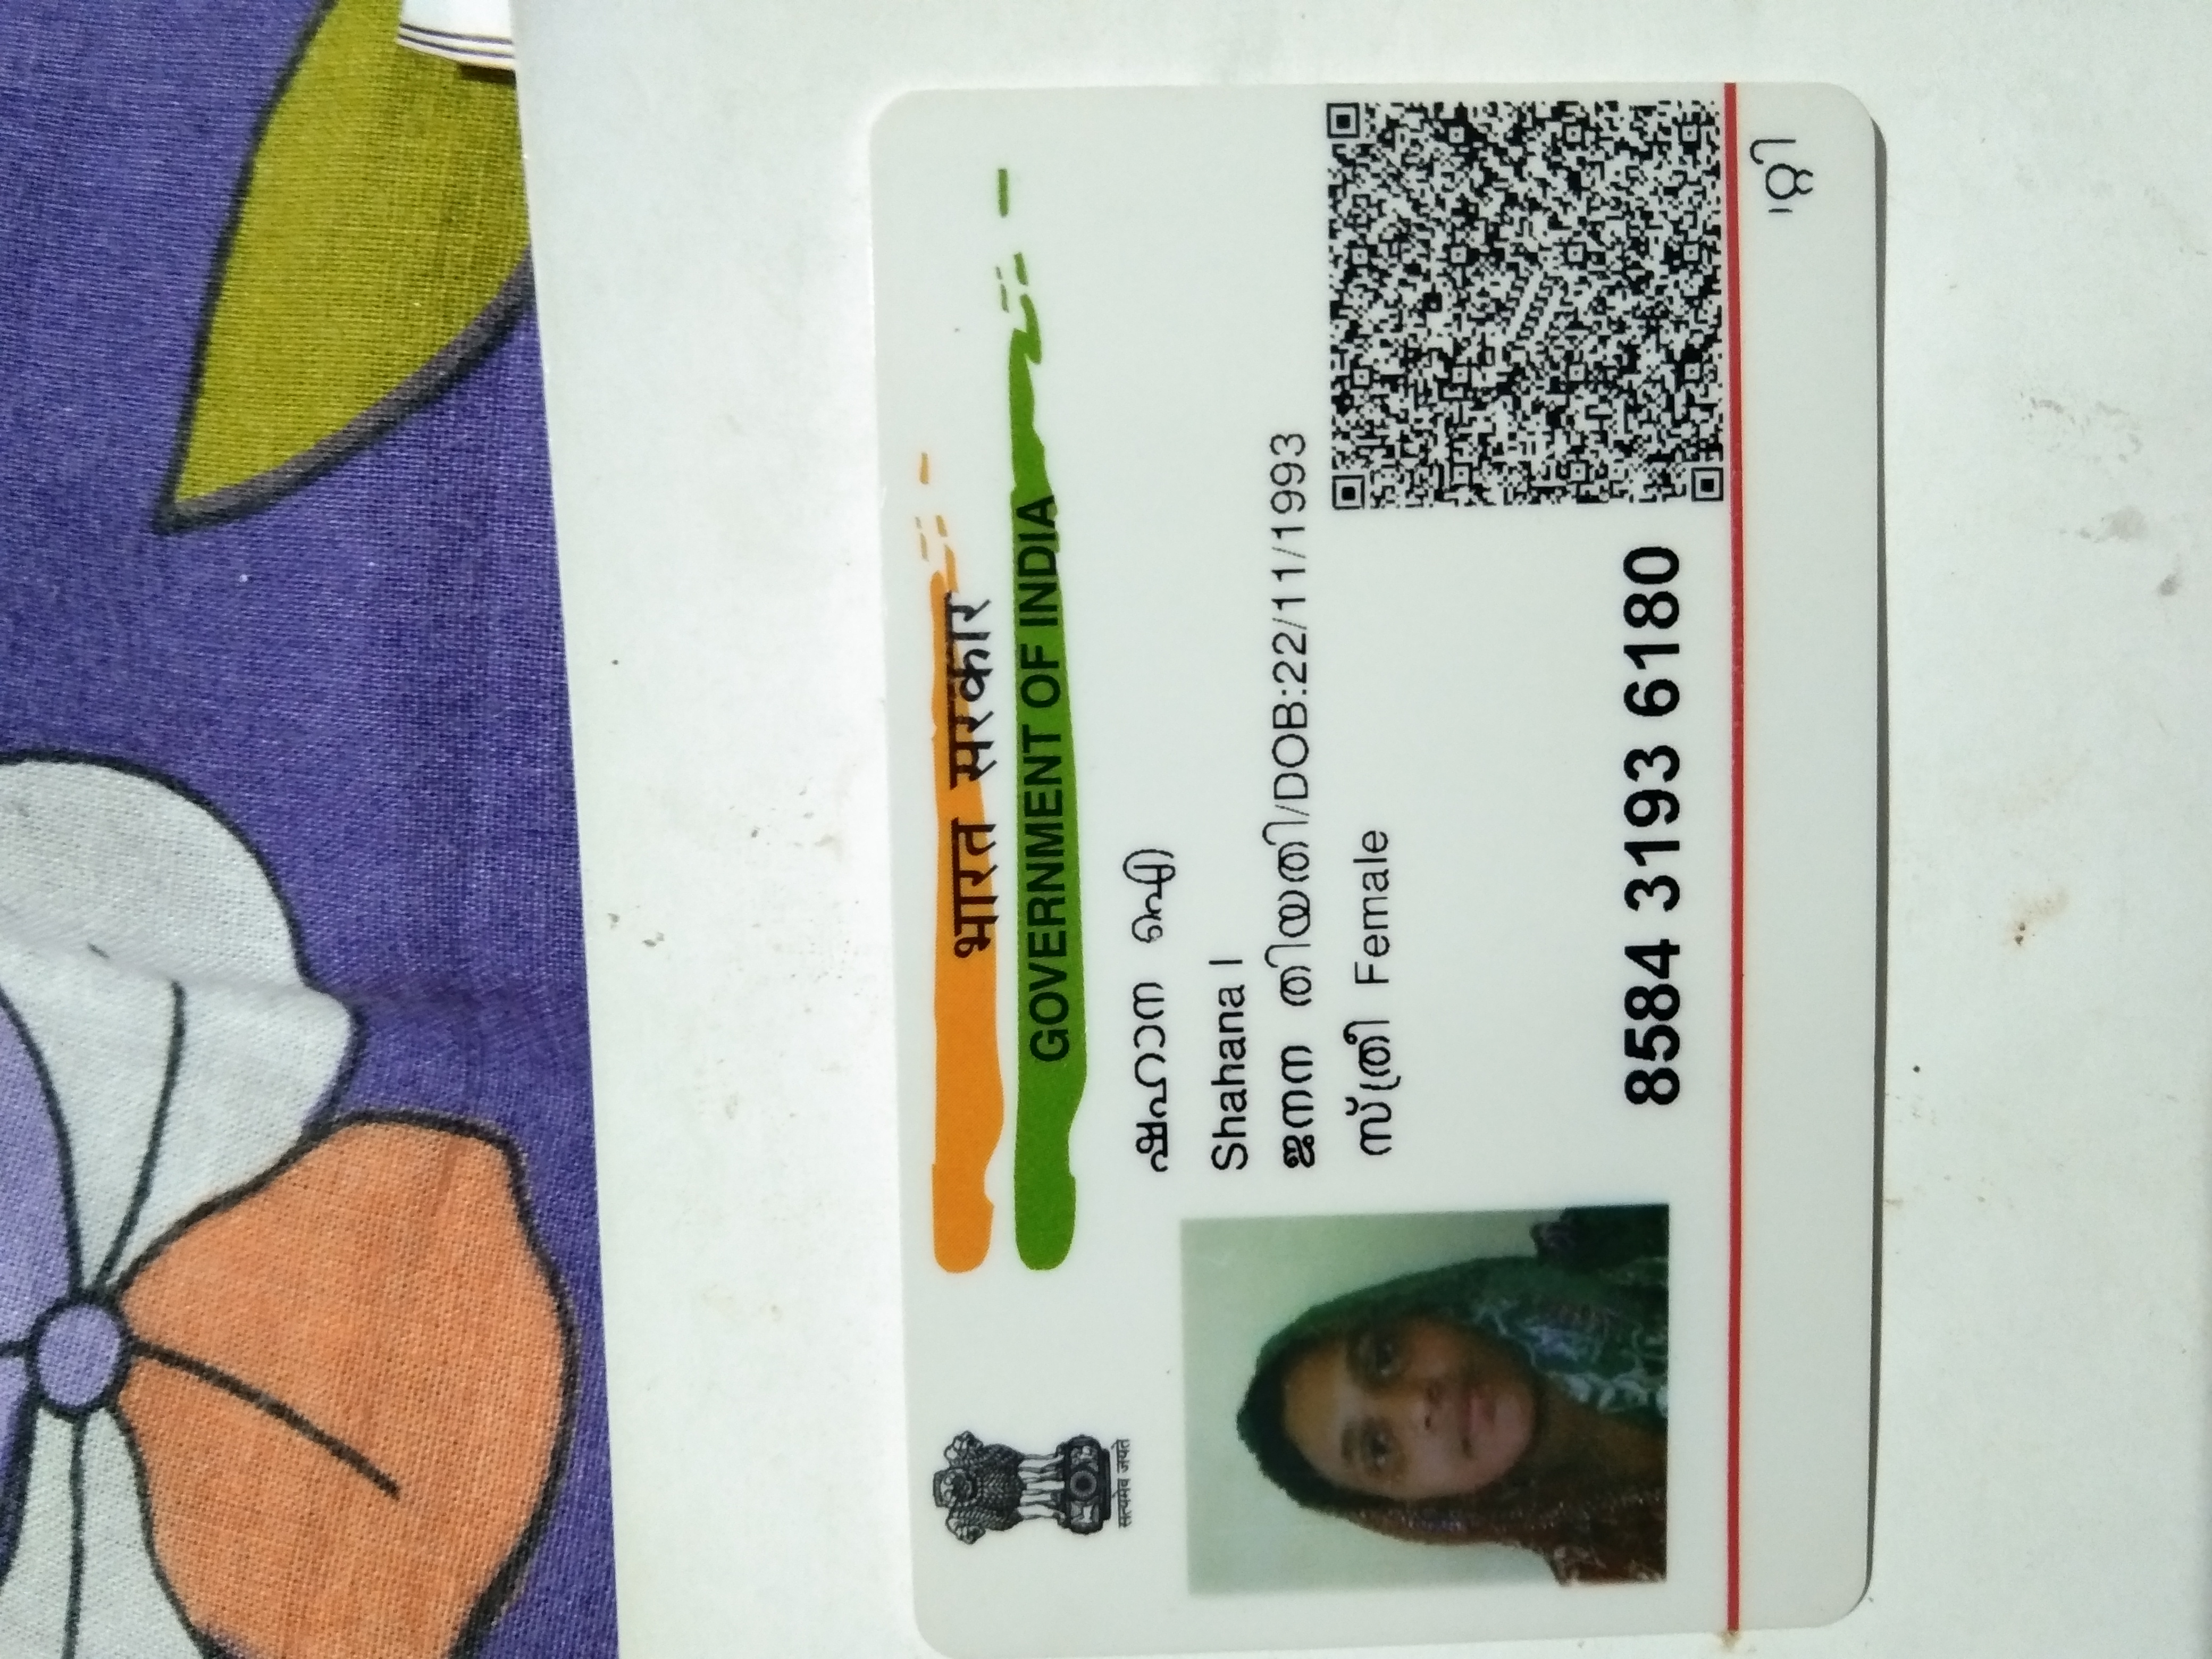 भारत सरकार
GOVERNMENT OF INDIA
सत्यमेव जयते
ഷഹാന ഐ
Shahana I
ജനന തിയതി/DOB:22/11/1993
സ്ത്രീ Female
8584 3193 6180